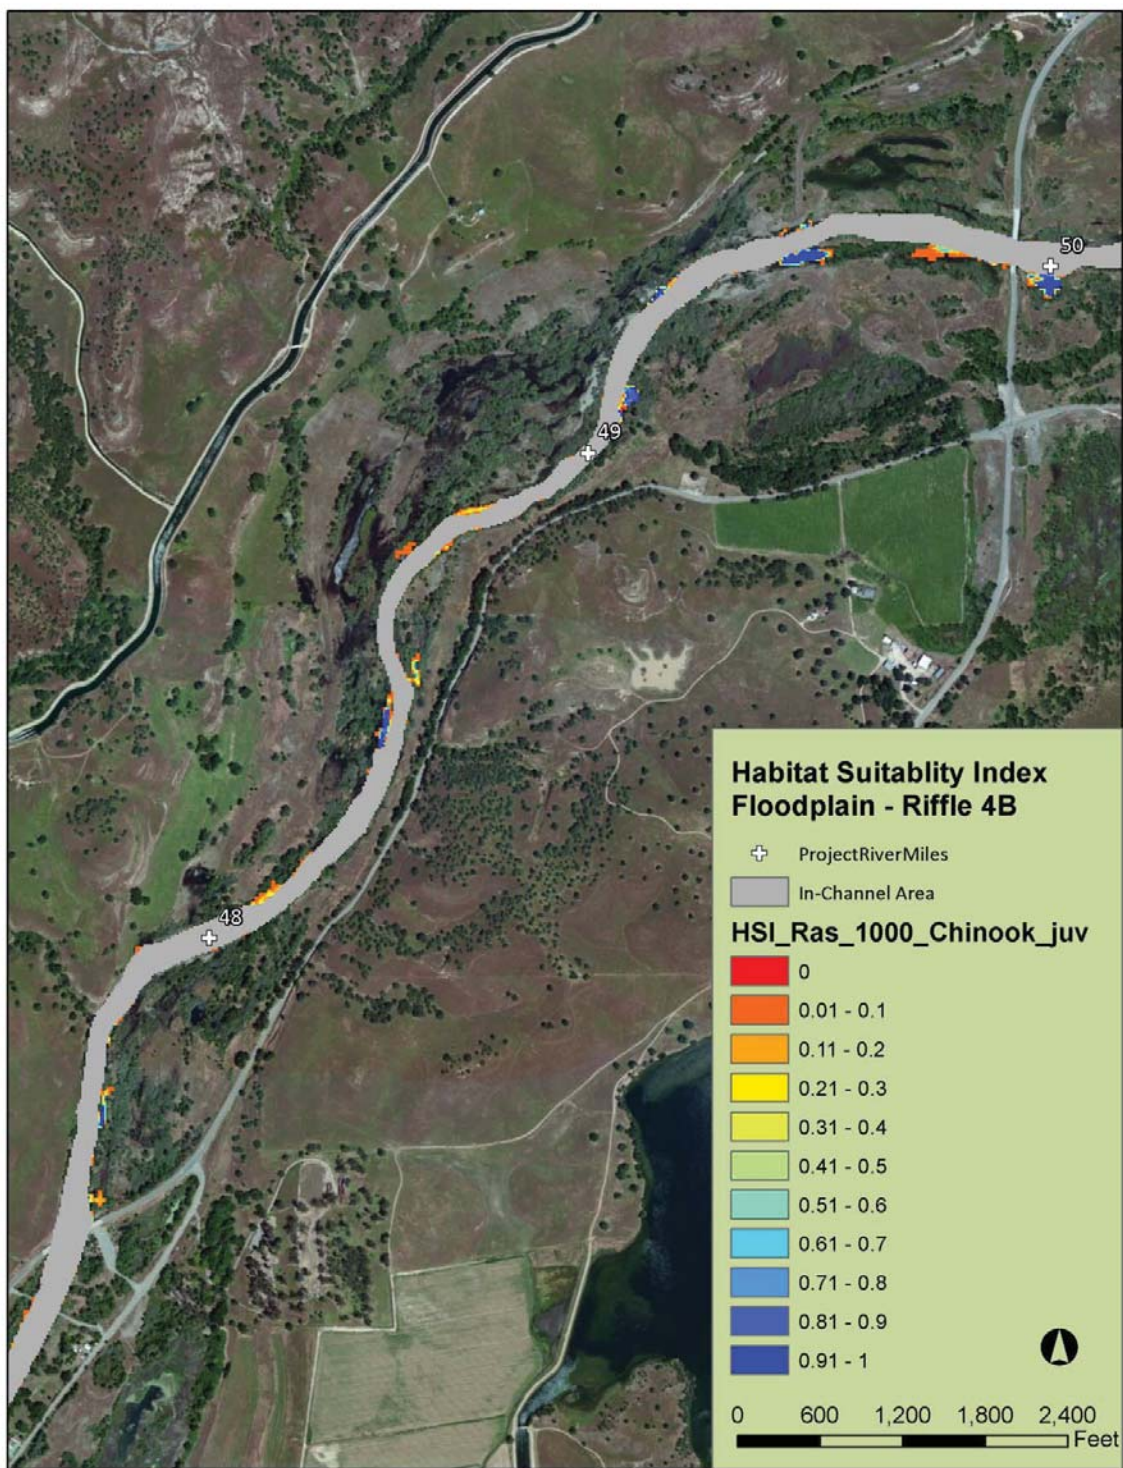 50
49
48
Habitat Suitablity Index
Floodplain - Riffle 4B
ProjectRiverMiles
In-Channel Area
HSI_Ras_1000_Chinook_juv
0
0.01 - 0.1
0.11 - 0.2
0.21 - 0.3
0.31 - 0.4
0.41 - 0.5
0.51 - 0.6
0.61 - 0.7
0.71 - 0.8
0.81 - 0.9
0.91 - 1
0 600 1,200 1,800 2,400
Feet